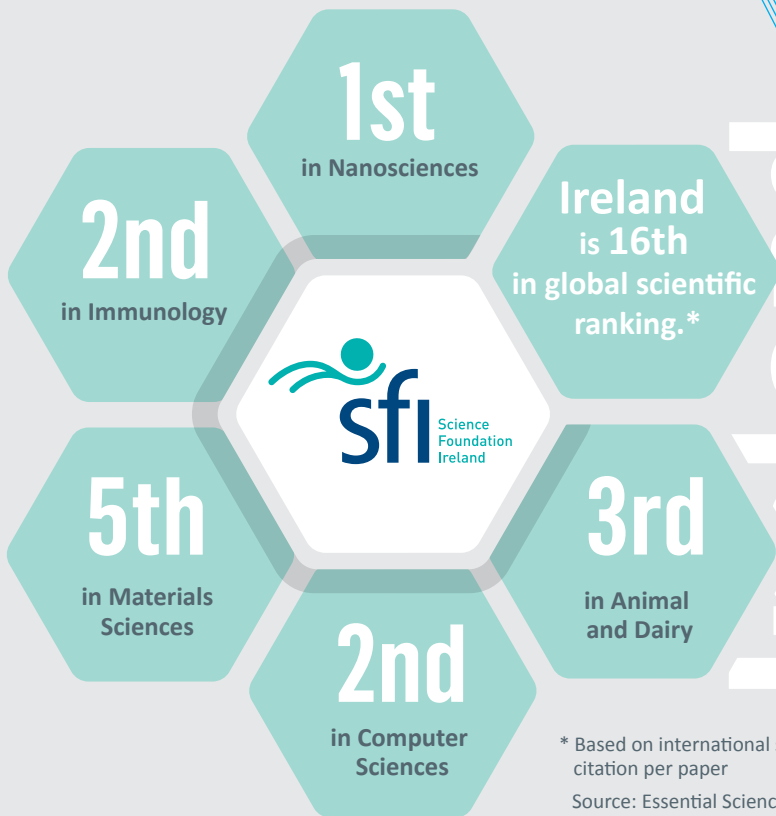 1st
in Nanosciences
Ireland
is 16th
in global scientific
ranking.*
2nd
in Immunology
sfi
Science
Foundation
Ireland
5th
in Materials
Sciences
3rd
in Animal
and Dairy
2nd
in Computer
Sciences
* Based on international
citation per paper
Source: Essential